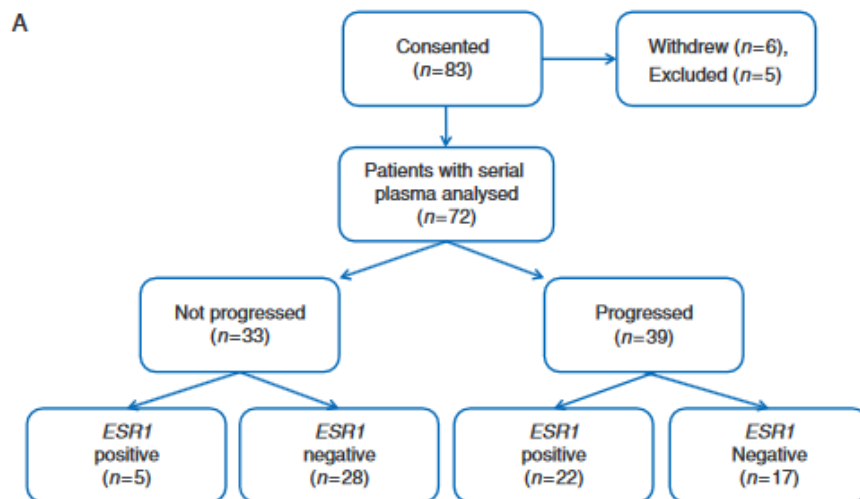 A
Consented
(n=83)
Withdrew (n=6),
Excluded (n=5)
Patients with serial
plasma analysed
(n=72)
Not progressed
(n=33)
Progressed
(n=39)
ESR1
positive
(n=5)
ESR1
negative
(n=28)
ESR1
positive
(n=22)
ESR1
Negative
(n=17)